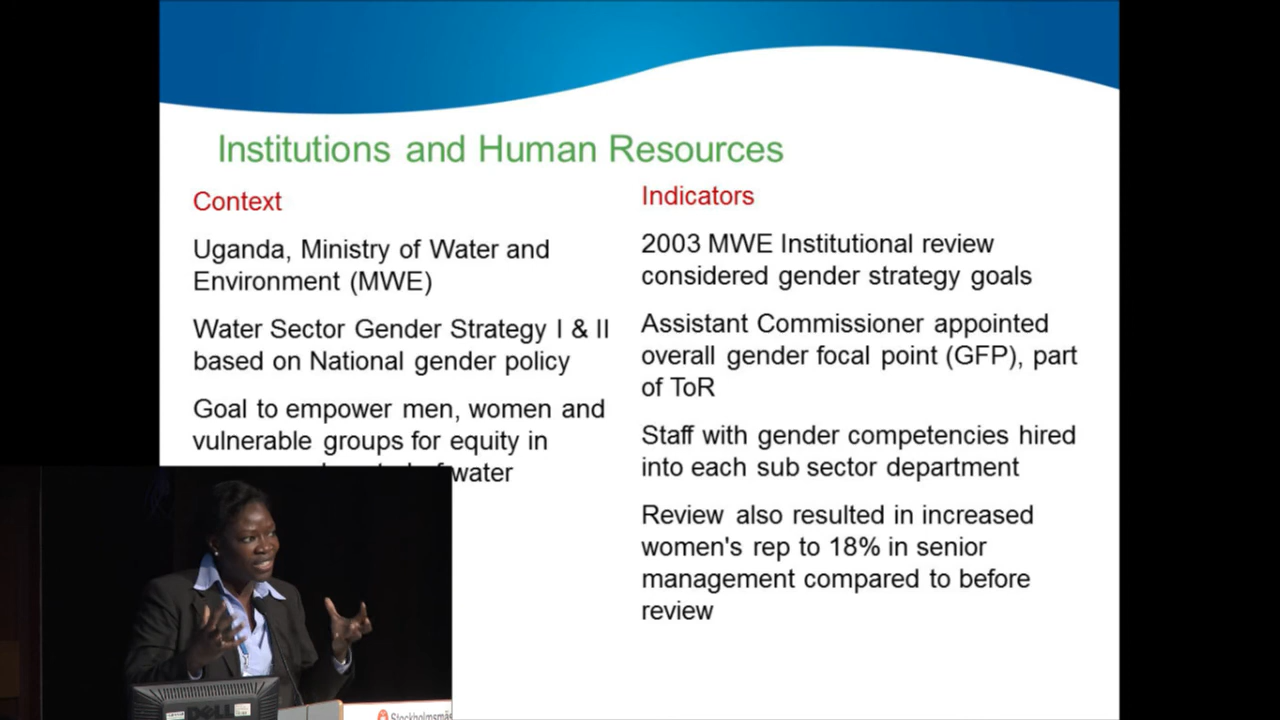 Institutions and Human Resources
Context
Uganda, Ministry of Water and
Environment (MWE)
Water Sector Gender Strategy I & II
based on National gender policy
Goal to empower men, women and
vulnerable groups for equity in
water
Indicators
2003 MWE Institutional review
considered gender strategy goals
Assistant Commissioner appointed
overall gender focal point (GFP), part
of ToR
Staff with gender competencies hired
into each sub sector department
Review also resulted in increased
women's rep to 18% in senior
management compared to before
review
DELL